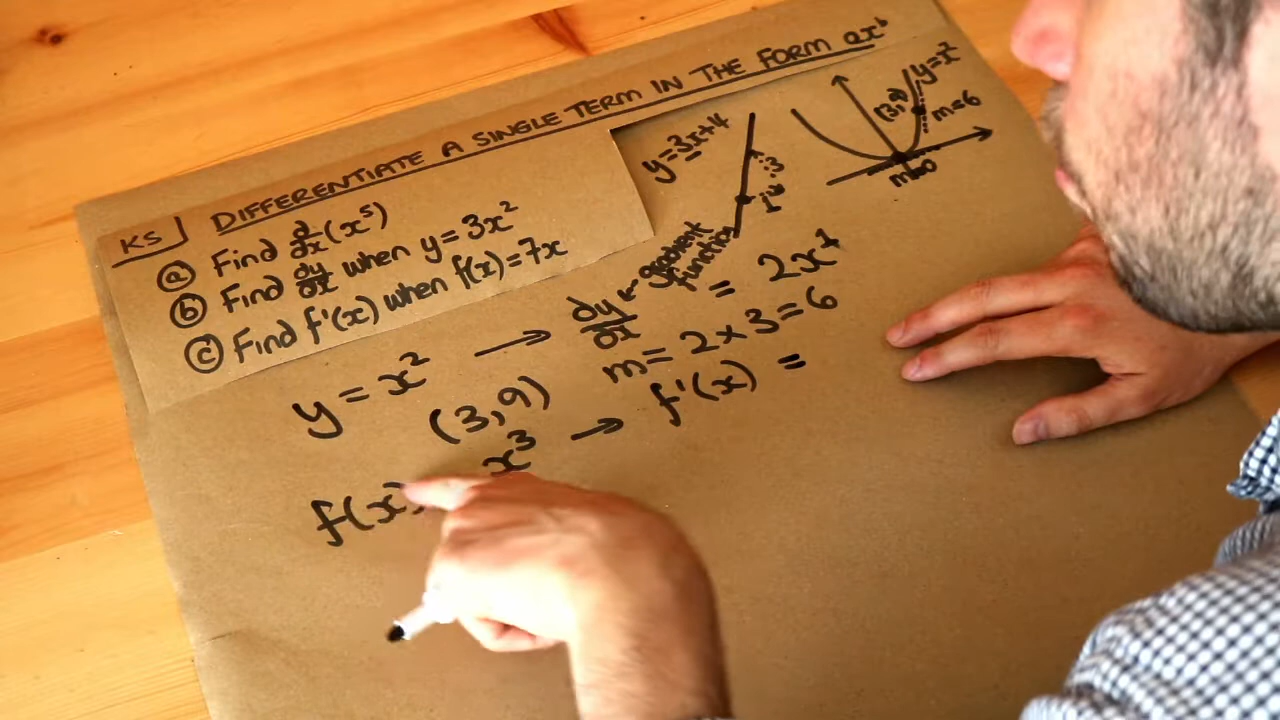 DIFFERENTIATE A SINGLE TERM IN THE FORM ax^b
K5
a Find d/dx (x⁵)
b Find dy/dx when y=3x²
c Find f'(x) when f(x)=7x
y=3x+4
1 3
y=x²
(3,9)
m=6
m=0
y=x² → dy/dx ← gradient function = 2x¹
(3,9) m=2×3=6
f(x) x³ → f'(x) =